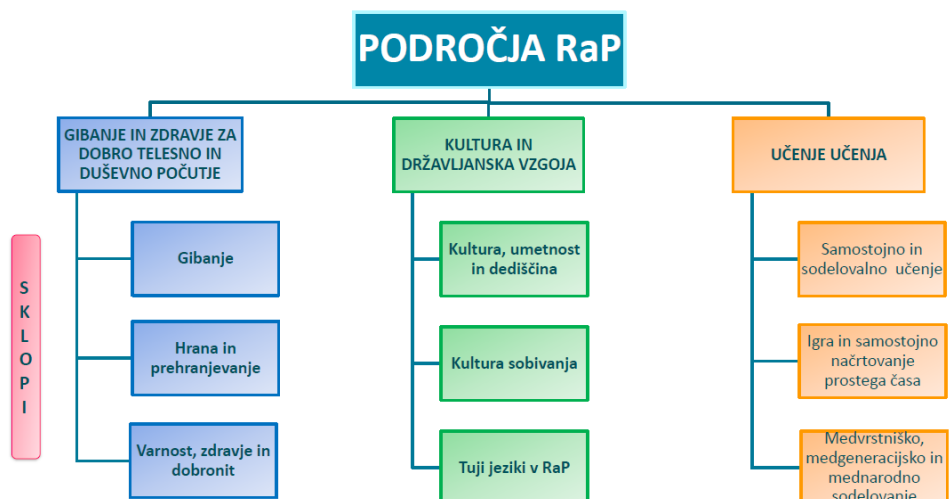 PODROČJA RaP
GIBANJE IN ZDRAVJE ZA
DOBRO TELESNO IN
DUŠEVNO POČUTJE
KULTURA IN
DRŽAVLJANSKA VZGOJA
UČENJE UČENJA
SKLOPI
Gibanje
Hrana in
prehranjevanje
Varnost, zdravje in
dobronit
Kultura, umetnost
in dediščina
Kultura sobivanja
Tuji jeziki v RaP
Samostojno in
sodelovalno učenje
Igra in samostojno
načrtovanje
prostega časa
Medvrstniško,
medgeneracijsko in
mednarodno
sodelovanje